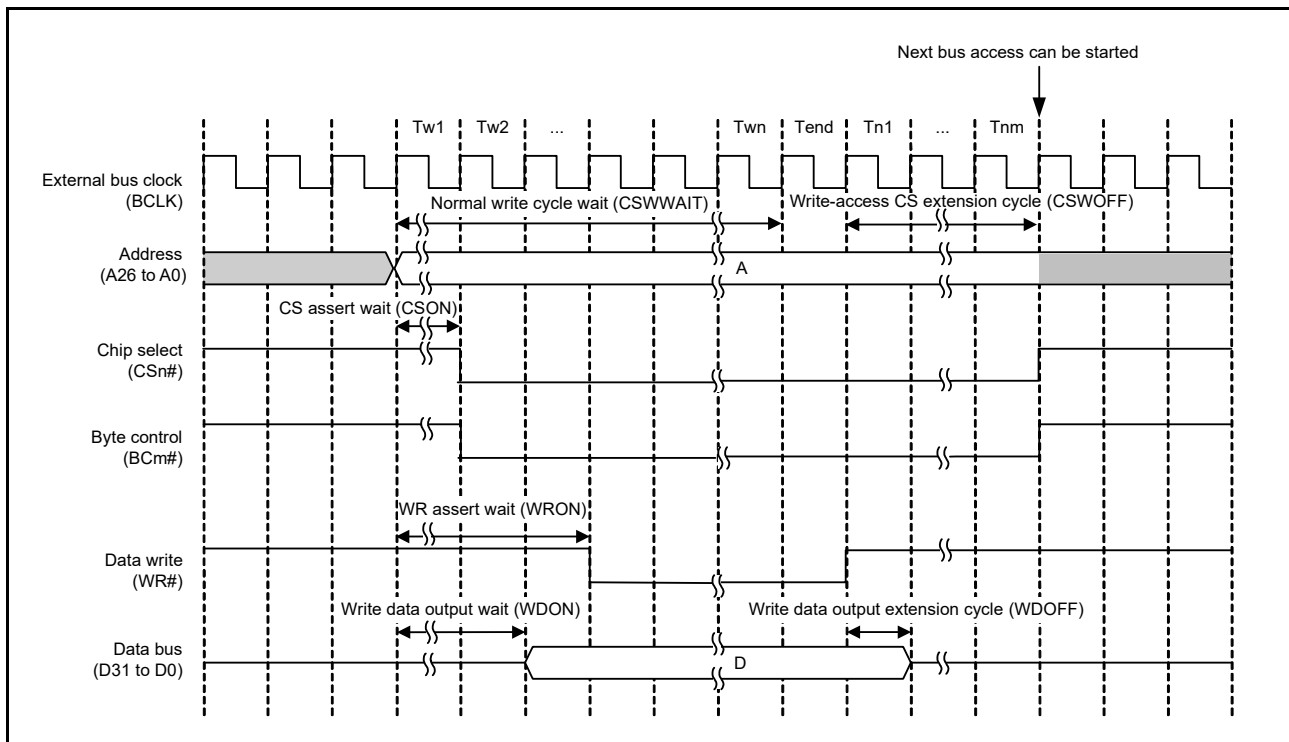 Next bus access can be started
Tw1 Tw2 ... Twn Tend Tn1 ... Tnm
External bus clock
(BCLK)
Normal write cycle wait (CSWWAIT) Write-access CS extension cycle (CSWOFF)
Address
(A26 to A0)
A
CS assert wait (CSON)
Chip select
(CSn#)
Byte control
(BCm#)
WR assert wait (WRON)
Data write
(WR#)
Write data output wait (WDON) Write data output extension cycle (WDOFF)
Data bus
(D31 to D0)
D